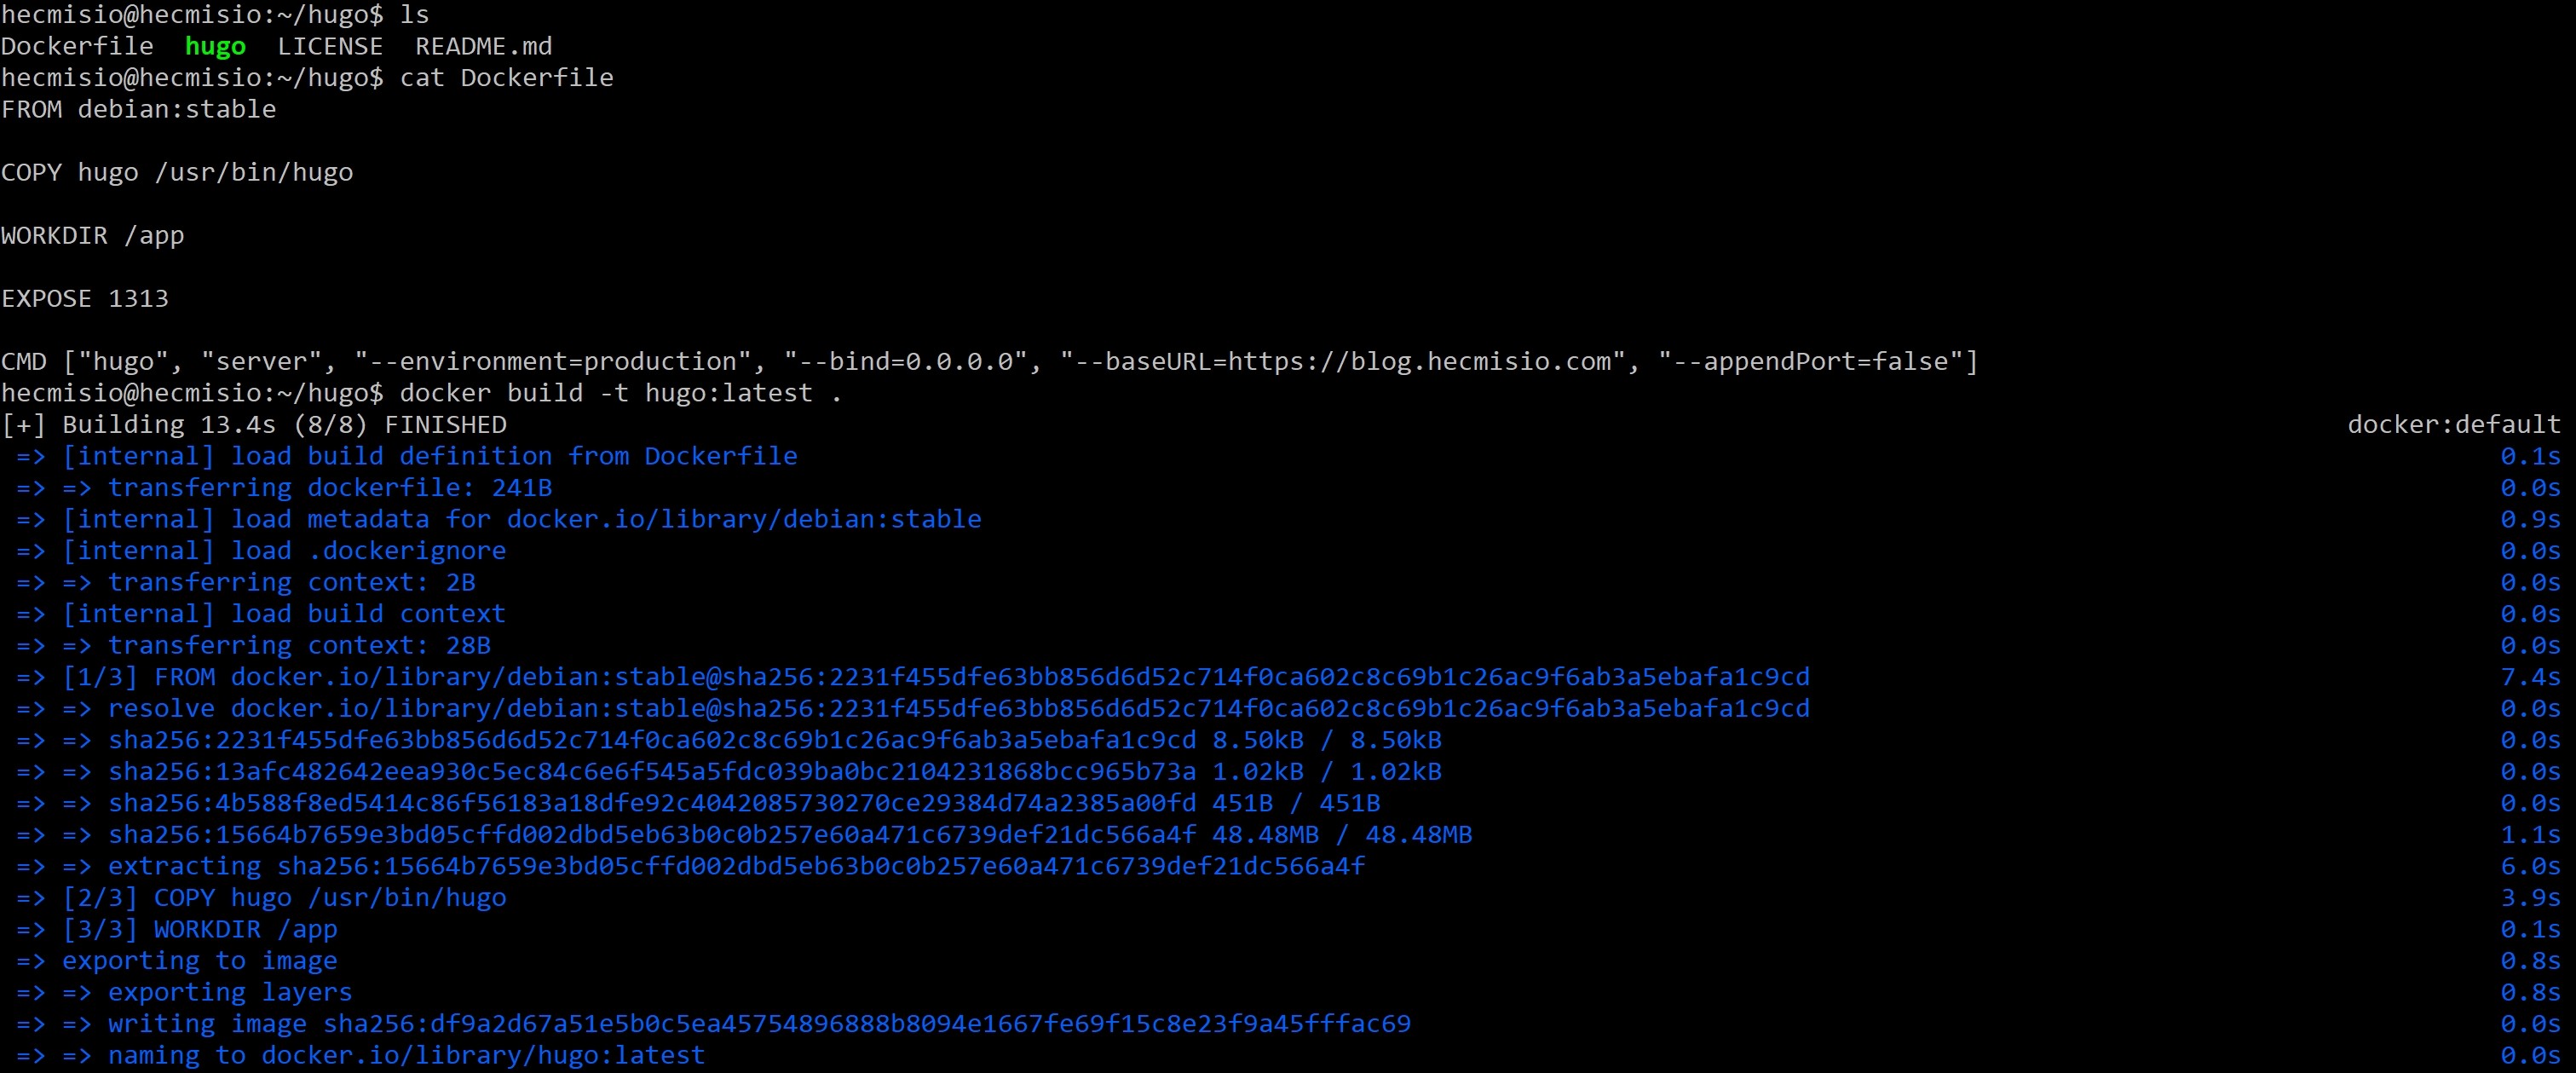 hecmisio@hecmisio:~/hugo$ ls
Dockerfile  hugo  LICENSE  README.md
hecmisio@hecmisio:~/hugo$ cat Dockerfile
FROM debian:stable
COPY hugo /usr/bin/hugo
WORKDIR /app
EXPOSE 1313
CMD ["hugo", "server", "--environment=production", "--bind=0.0.0.0", "--baseURL=https://blog.hecmisio.com", "--appendPort=false"]
hecmisio@hecmisio:~/hugo$ docker build -t hugo:latest .
[+] Building 13.4s (8/8) FINISHED docker:default
=> [internal] load build definition from Dockerfile 0.1s
=> => transferring dockerfile: 241B 0.0s
=> [internal] load metadata for docker.io/library/debian:stable 0.9s
=> [internal] load .dockerignore 0.0s
=> => transferring context: 2B 0.0s
=> [internal] load build context 0.0s
=> => transferring context: 28B 0.0s
=> [1/3] FROM docker.io/library/debian:stable@sha256:2231f455dfe63bb856d6d52c714f0ca602c8c69b1c26ac9f6ab3a5ebafa1c9cd 7.4s
=> => resolve docker.io/library/debian:stable@sha256:2231f455dfe63bb856d6d52c714f0ca602c8c69b1c26ac9f6ab3a5ebafa1c9cd 0.0s
=> => sha256:2231f455dfe63bb856d6d52c714f0ca602c8c69b1c26ac9f6ab3a5ebafa1c9cd 8.50kB / 8.50kB 0.0s
=> => sha256:13afc482642eea930c5ec84c6e6f545a5fdc039ba0bc2104231868bcc965b73a 1.02kB / 1.02kB 0.0s
=> => sha256:4b588f8ed5414c86f56183a18dfe92c4042085730270ce29384d74a2385a00fd 451B / 451B 0.0s
=> => sha256:15664b7659e3bd05cffd002dbd5eb63b0c0b257e60a471c6739def21dc566a4f 48.48MB / 48.48MB 1.1s
=> => extracting sha256:15664b7659e3bd05cffd002dbd5eb63b0c0b257e60a471c6739def21dc566a4f 6.0s
=> [2/3] COPY hugo /usr/bin/hugo 3.9s
=> [3/3] WORKDIR /app 0.1s
=> exporting to image 0.8s
=> => exporting layers 0.8s
=> => writing image sha256:df9a2d67a51e5b0c5ea45754896888b8094e1667fe69f15c8e23f9a45fffac69 0.0s
=> => naming to docker.io/library/hugo:latest 0.0s